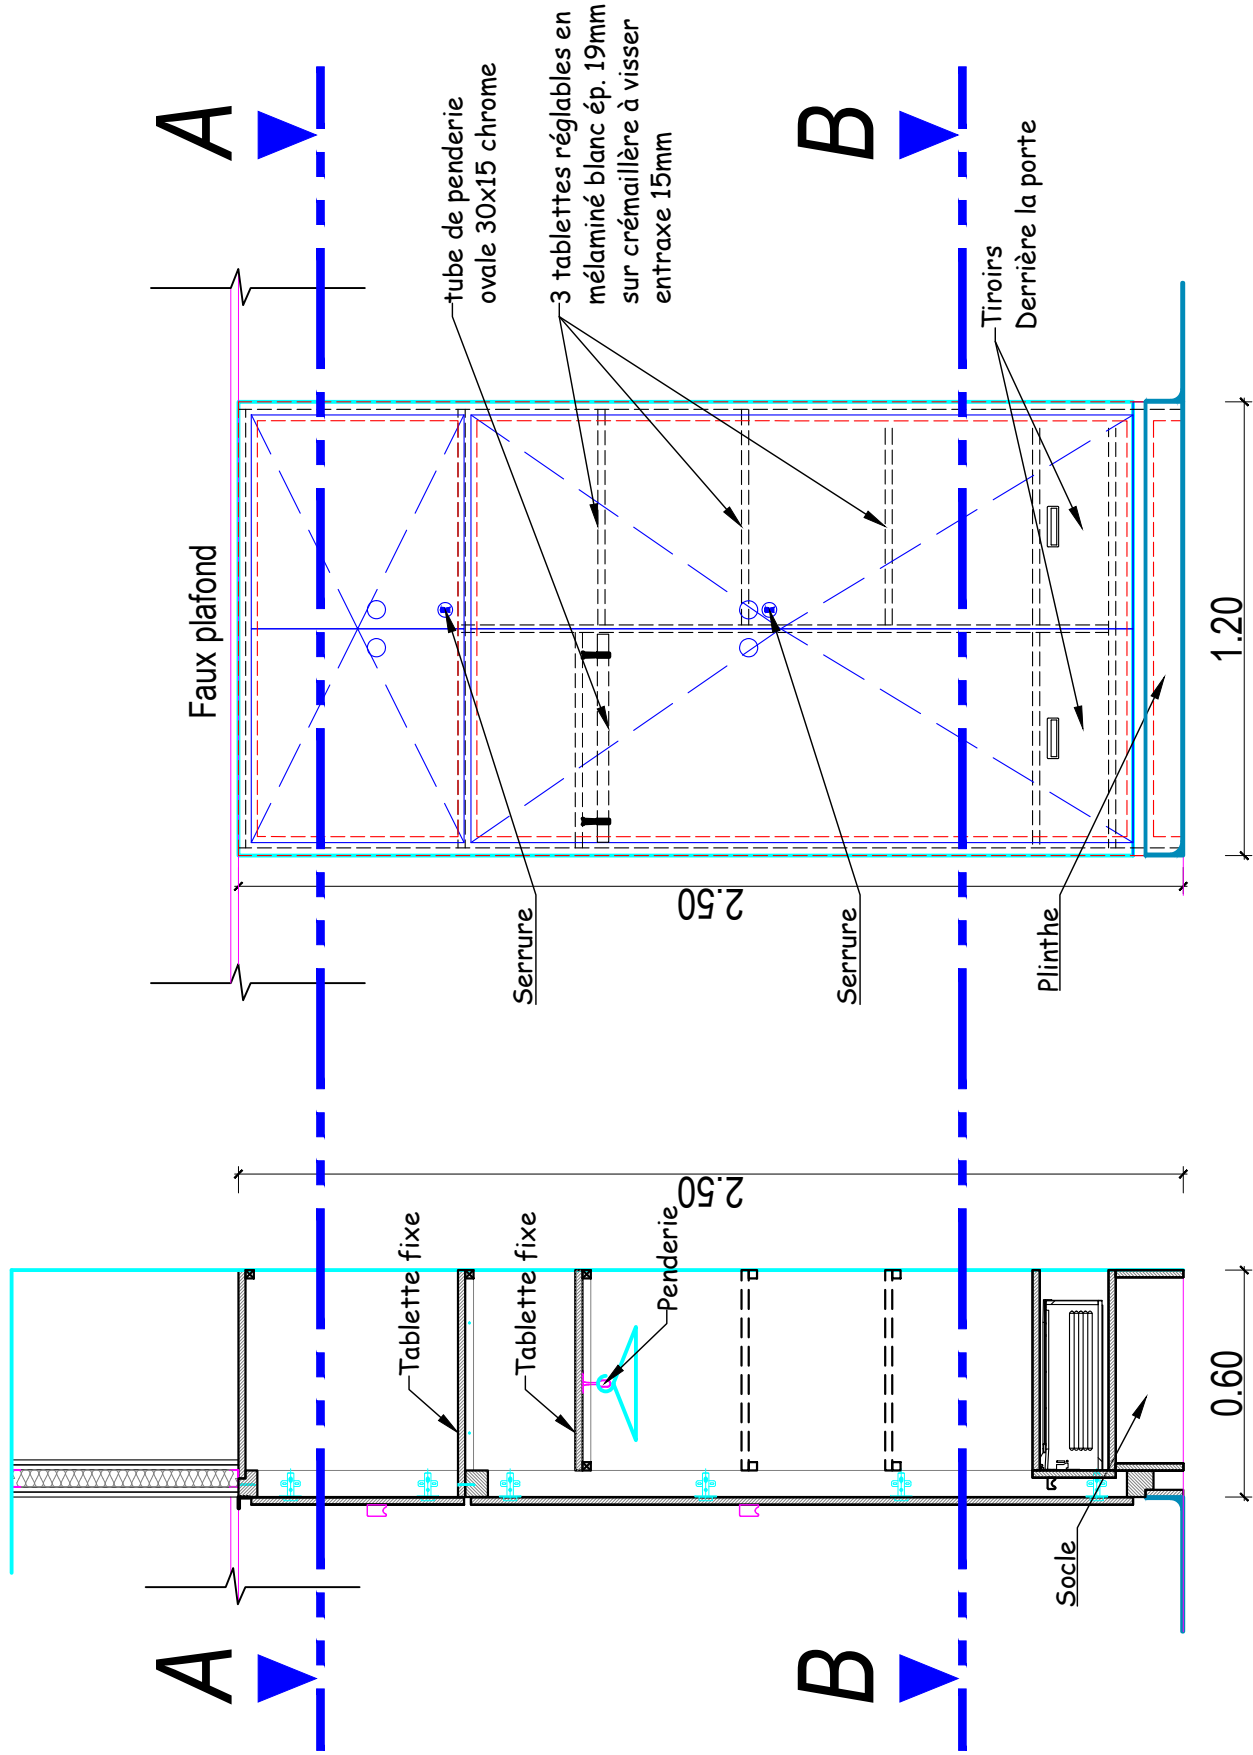 A
A
Faux plafond
tube de penderie
ovale 30x15 chrome
3 tablettes réglables en
mélaminé blanc ép. 19mm
sur crémaillère à visser
entraxe 15mm
Tablette fixe
Tablette fixe
Penderie
Serrure
Serrure
2.50
2.50
B
B
Tiroirs
Derrière la porte
Socle
Plinthe
0.60
1.20